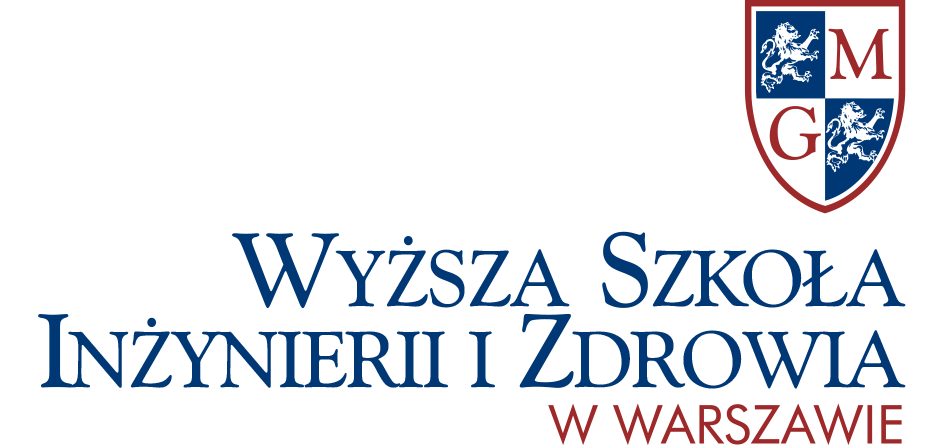 M
G
WYŻSZA SZKOŁA
INŻYNIERII I ZDROWIA
W WARSZAWIE